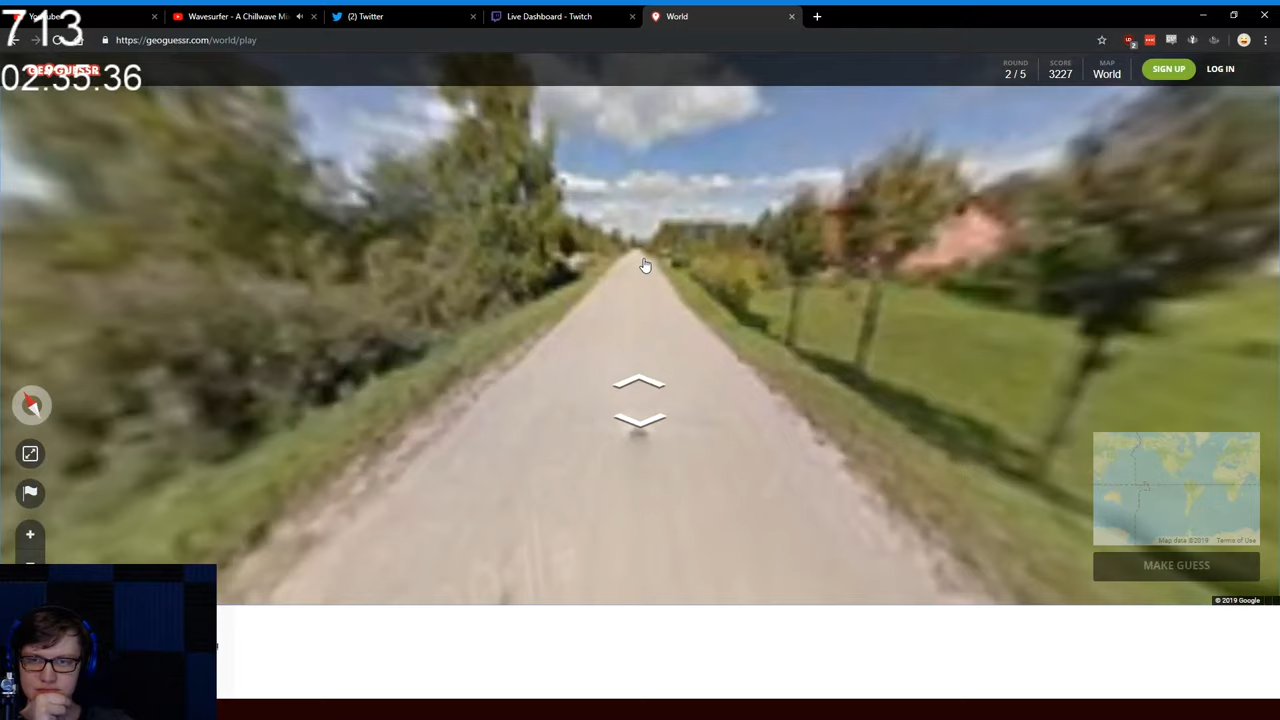 713
02:35:36
Wavesurfer - A Chillwave Mi
(2) Twitter
Live Dashboard - Twitch
World
https://geoguessr.com/world/play
2
ROUND
2 / 5
SCORE
3227
MAP
World
SIGN UP
LOG IN
Map data ©2019 Terms of Use
MAKE GUESS
© 2019 Google